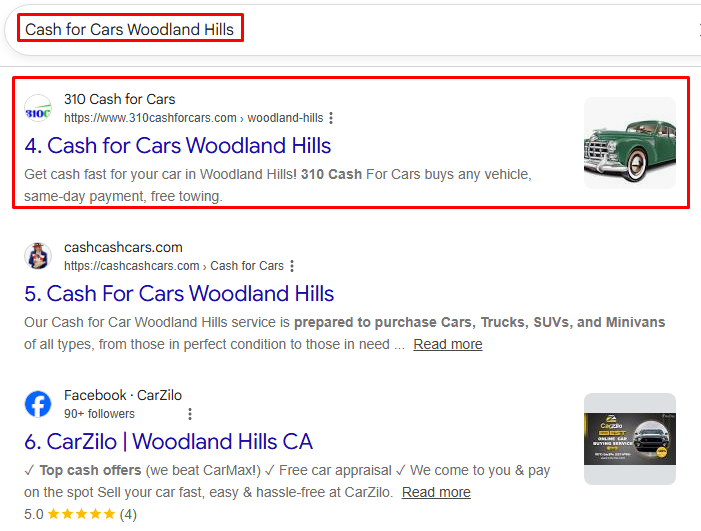 Cash for Cars Woodland Hills
310C
310 Cash for Cars
https://www.310cashforcars.com › woodland-hills
4. Cash for Cars Woodland Hills
Get cash fast for your car in Woodland Hills! 310 Cash For Cars buys any vehicle,
same-day payment, free towing.
cashcashcars.com
https://cashcashcars.com › Cash for Cars
5. Cash For Cars Woodland Hills
Our Cash for Car Woodland Hills service is prepared to purchase Cars, Trucks, SUVs, and Minivans
of all types, from those in perfect condition to those in need ... Read more
Facebook · CarZilo
90+ followers
6. CarZilo | Woodland Hills CA
✓ Top cash offers (we beat CarMax!) ✓ Free car appraisal ✓ We come to you & pay
on the spot Sell your car fast, easy & hassle-free at CarZilo. Read more
5.0 ★★★★★ (4)
CarZilo
BEST
ONLINE CAR
BUYING SERVICE